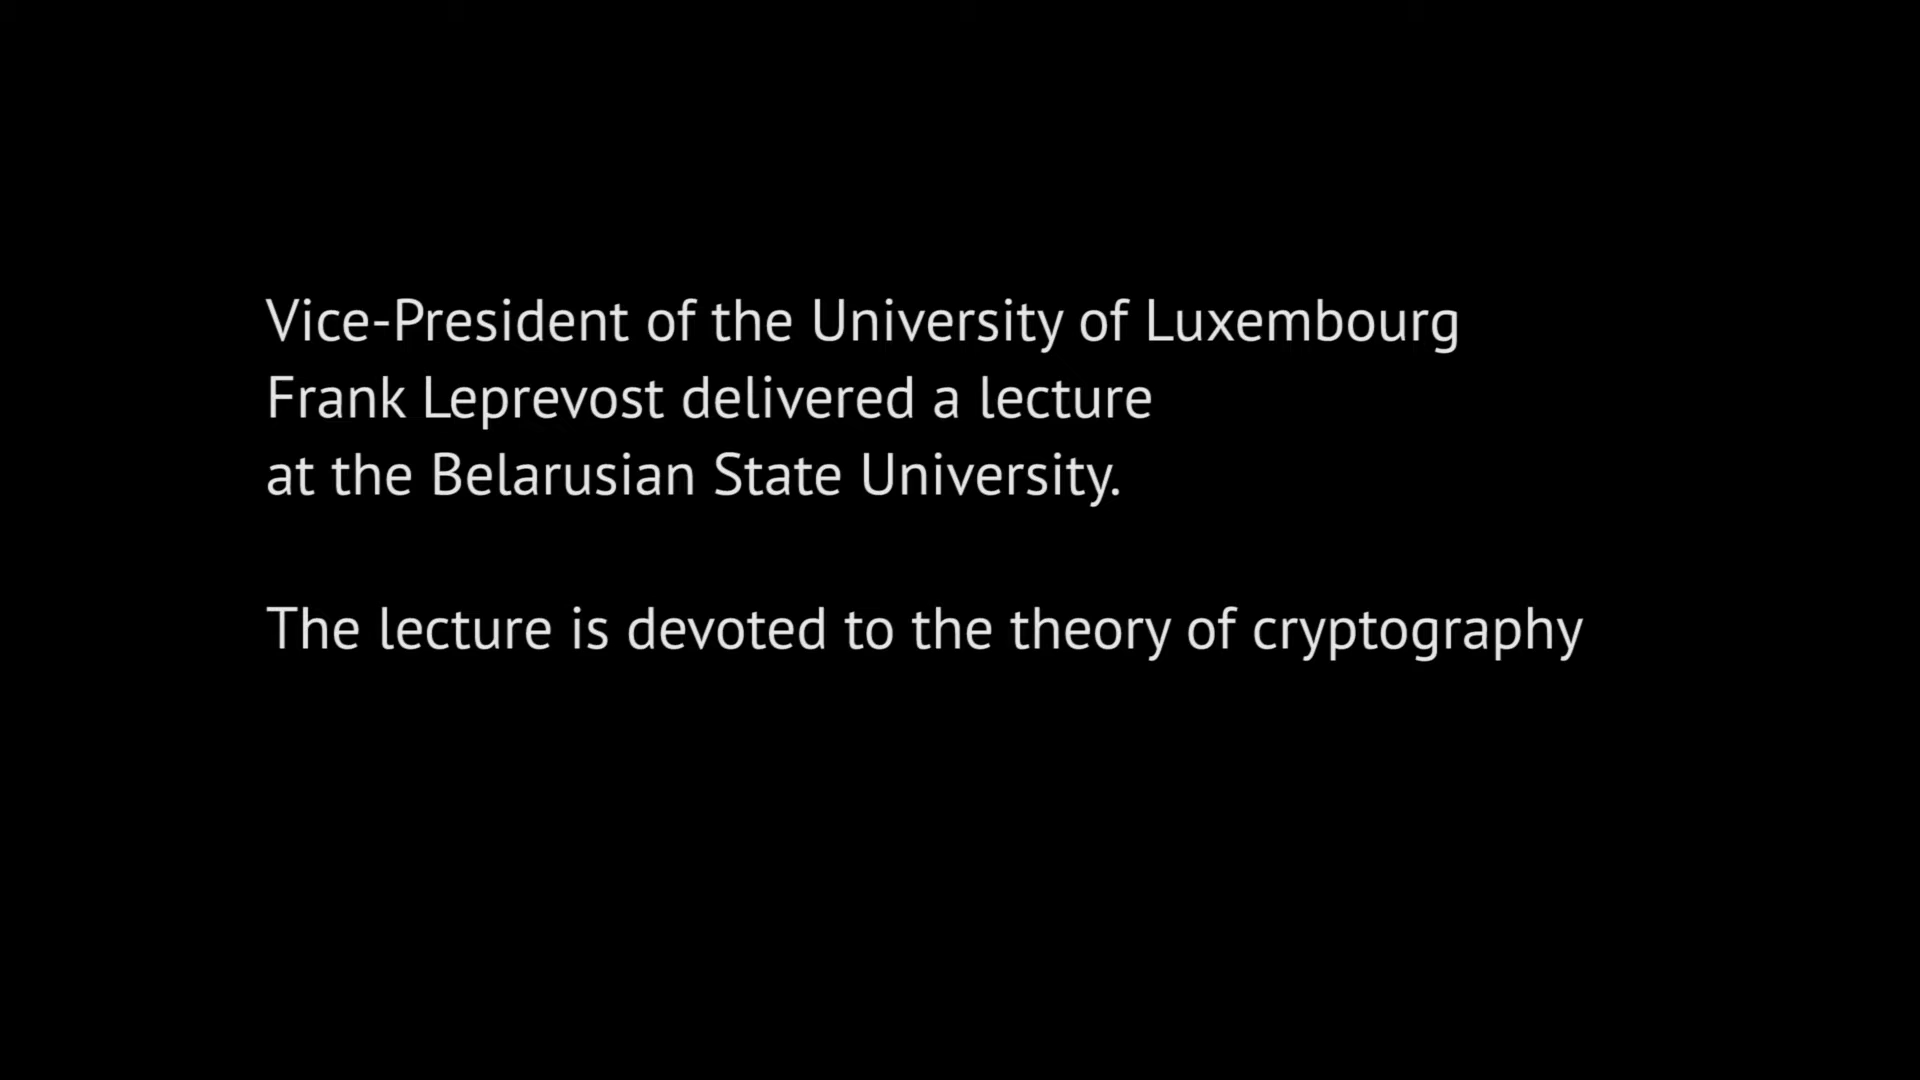 Vice-President of the University of Luxembourg
Frank Leprevost delivered a lecture
at the Belarusian State University.
The lecture is devoted to the theory of cryptography